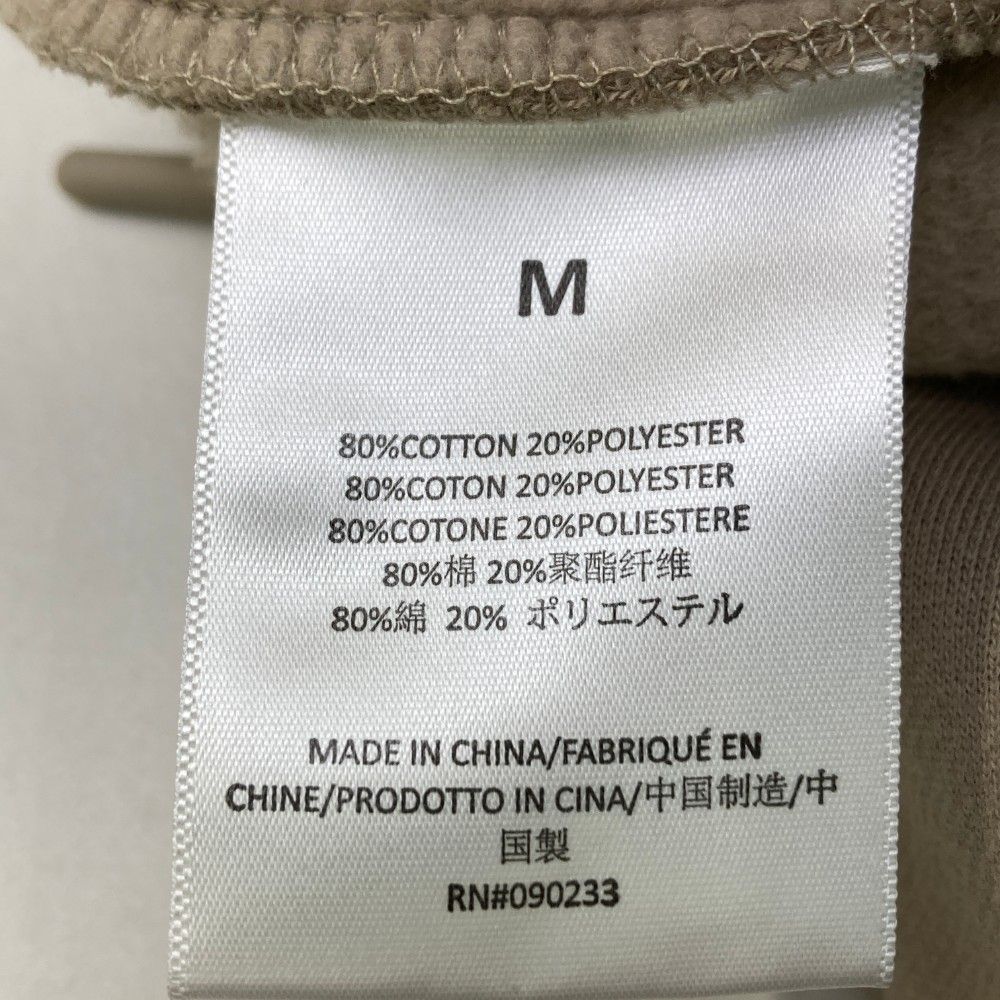 M
80%COTTON 20%POLYESTER
80%COTON 20%POLYESTER
80%COTONE 20%POLIESTERE
80%棉 20%聚酯纤维
80%綿 20% ポリエステル
MADE IN CHINA/FABRIQUÉ EN
CHINE/PRODOTTO IN CINA/中国制造/中
国製
RN#090233